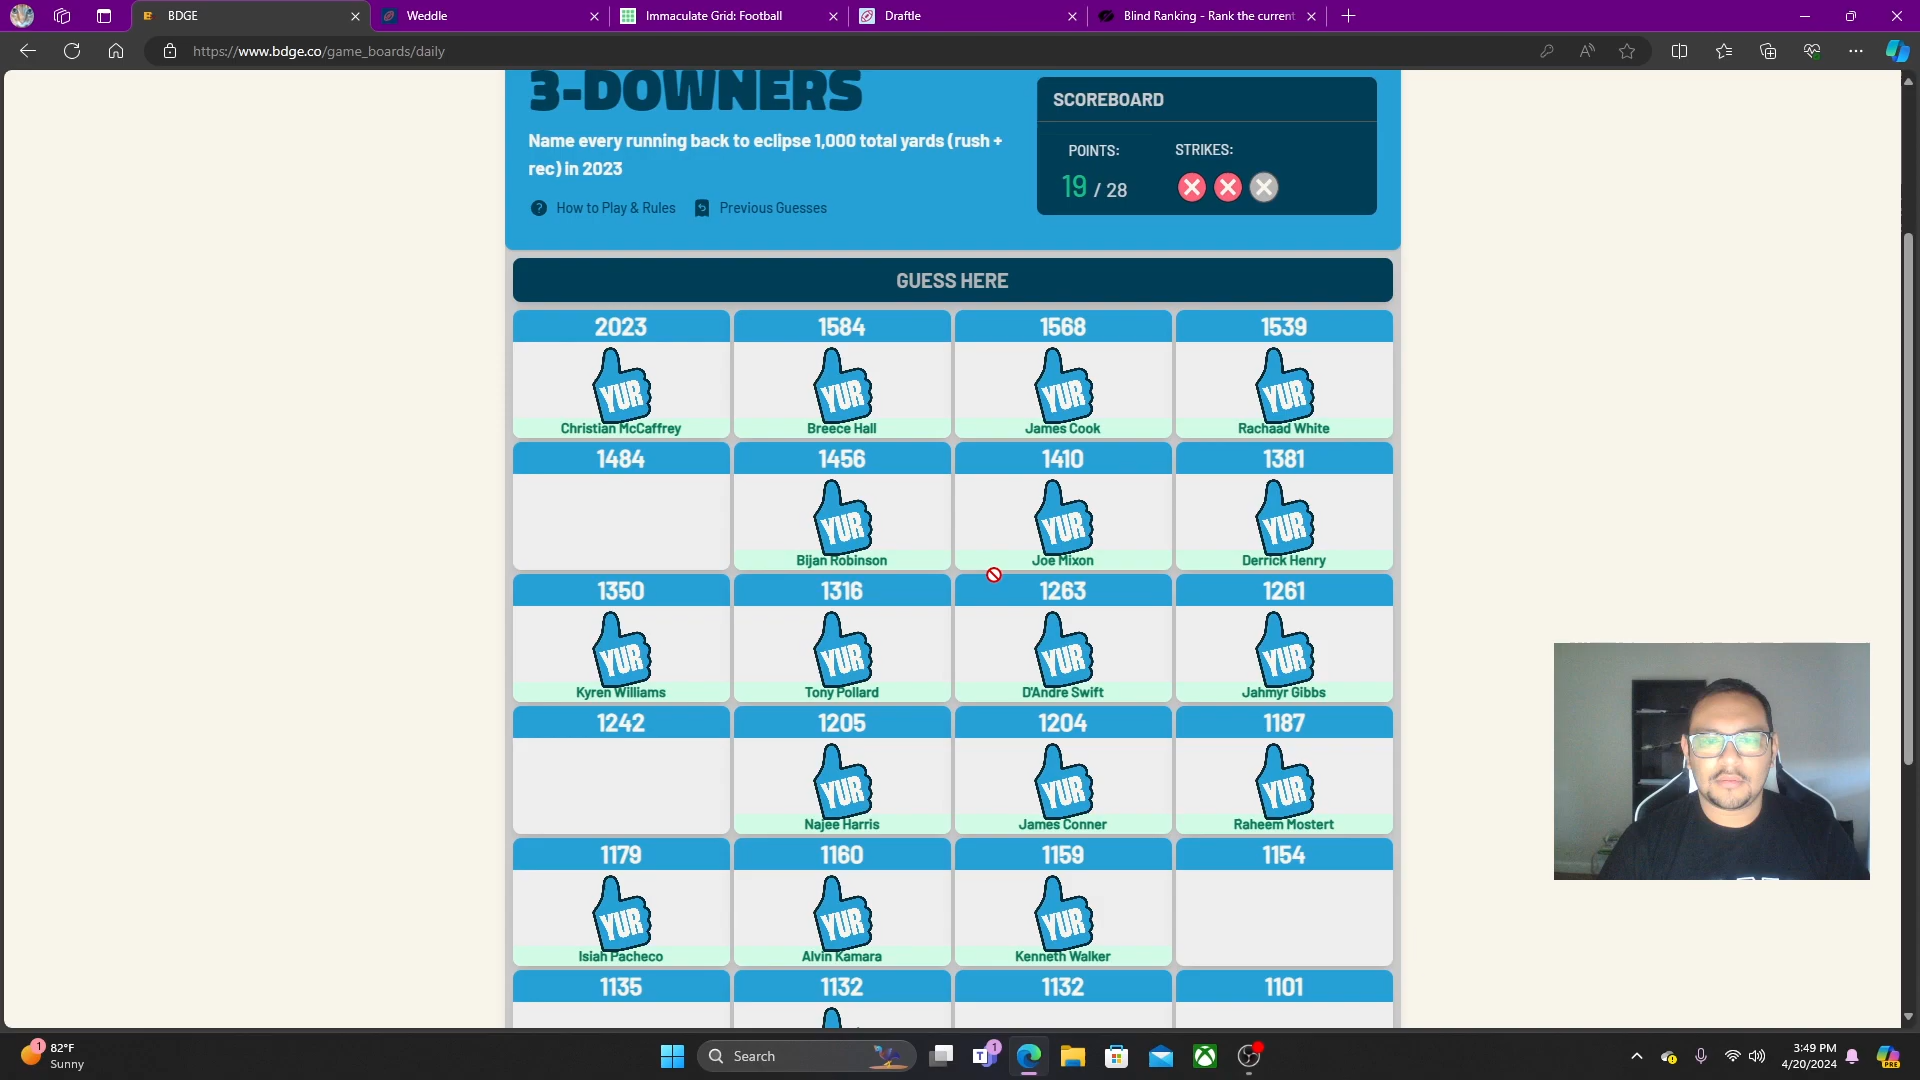 BDGE
Weddle
Immaculate Grid: Football
Draftle
Blind Ranking - Rank the current
https://www.bdge.co/game_boards/daily
3-DOWNERS
Name every running back to eclipse 1,000 total yards (rush +
rec) in 2023
How to Play & Rules
Previous Guesses
SCOREBOARD
POINTS:
STRIKES:
19 / 28
GUESS HERE
2023
1584
1568
1539
YUR
YUR
YUR
YUR
Christian McCaffrey
Breece Hall
James Cook
Rachaad White
1484
1456
1410
1381
YUR
YUR
YUR
Bijan Robinson
Joe Mixon
Derrick Henry
1350
1316
1263
1261
YUR
YUR
YUR
YUR
Kyren Williams
Tony Pollard
D'Andre Swift
Jahmyr Gibbs
1242
1205
1204
1187
YUR
YUR
YUR
Najee Harris
James Conner
Raheem Mostert
1179
1160
1159
1154
YUR
YUR
YUR
Isiah Pacheco
Alvin Kamara
Kenneth Walker
1135
1132
1132
1101
1
82°F
Sunny
Search
1
3:49 PM
4/20/2024
PRE